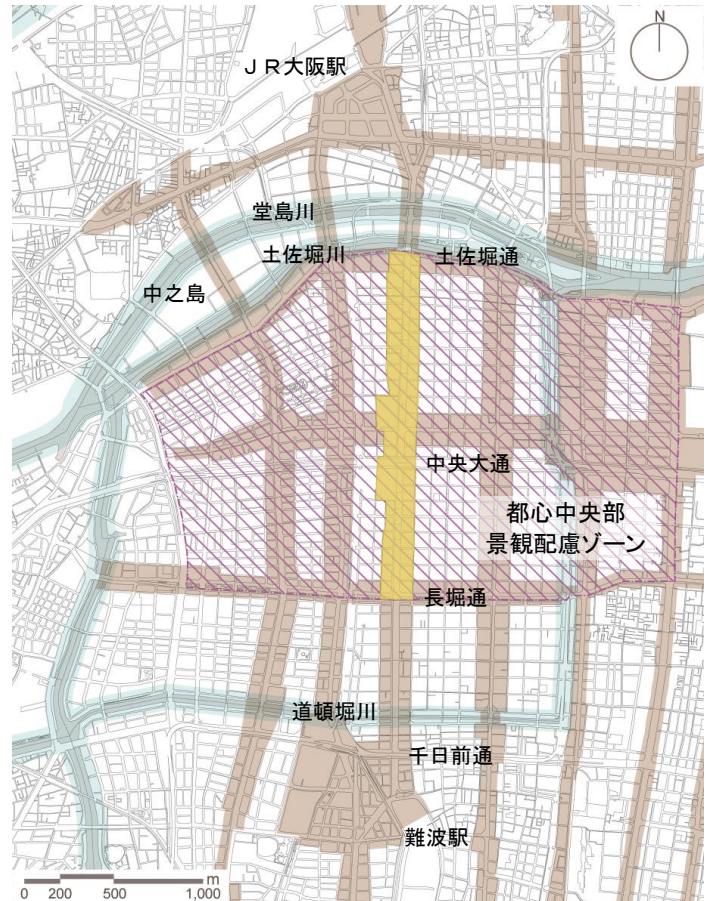 N
ＪＲ大阪駅
堂島川
土佐堀川
土佐堀通
中之島
中央大通
都心中央部
景観配慮ゾーン
長堀通
道頓堀川
千日前通
難波駅
m
0 200 500 1,000